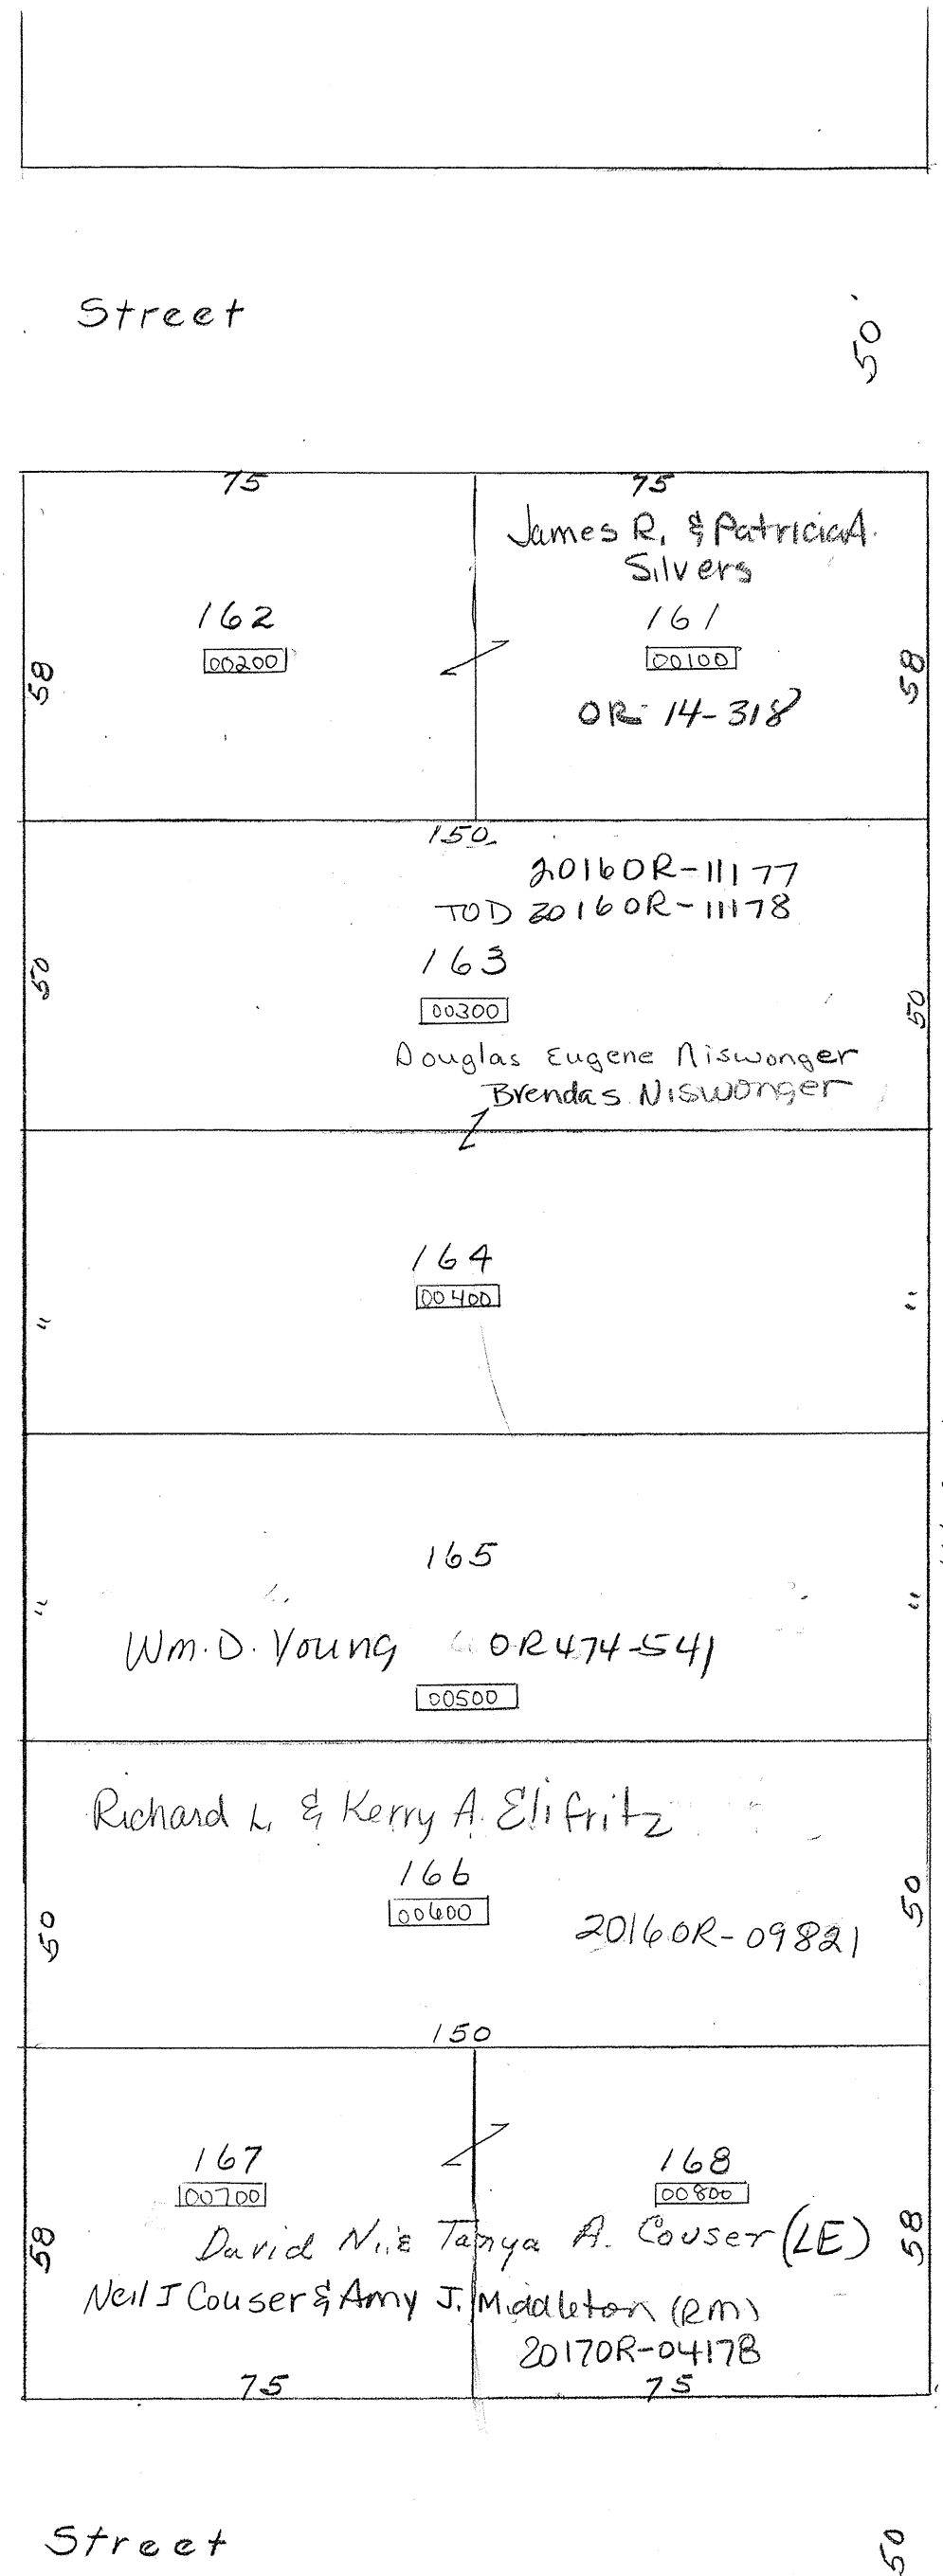 Street
50'
75
75
James R. & Patricia A.
Silvers
162
161
00200
00100
58
58
OR 14-318
150
2016OR-11177
TOD 2016OR-11178
163
50
50
00300
Douglas Eugene Niswonger
Brenda S. Niswonger
164
00400
"
"
165
"
"
Wm. D. Young OR 474-541
00500
Richard L. & Kerry A. Elifritz
166
00600
50
50
2016OR-09821
150
167
168
00700
00800
58
58
David N. & Tanya A. Couser (LE)
Neil J Couser & Amy J. Middleton (RM)
2017OR-04178
75
75
Street
50